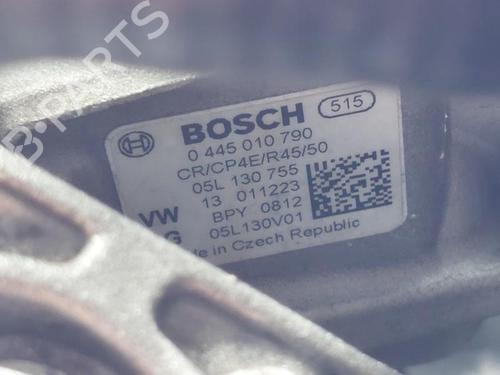 B-PARTS
BOSCH 515
0 445 010 790
CR/CP4E/R45/50
05L 130 755
13 011223
VW BPY 0812
G 05L130V01
de in Czech Republic